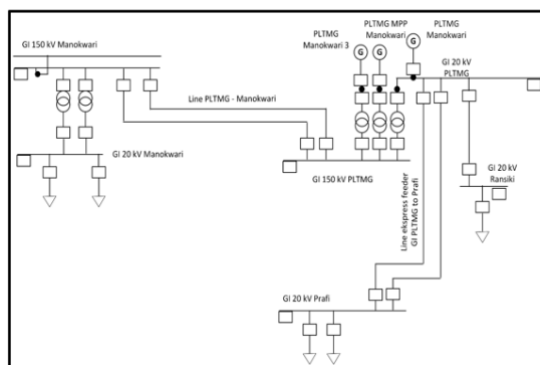 GI 150 kV Manokwari
PLTMG
Manokwari 3
PLTMG MPP
Manokwari
PLTMG
Manokwari
G
G
G
GI 20 kV
PLTMG
Line PLTMG - Manokwari
GI 20 kV Manokwari
GI 150 kV PLTMG
Line ekspress feeder
GI PLTMG to Prafi
GI 20 kV
Ransiki
GI 20 kV Prafi